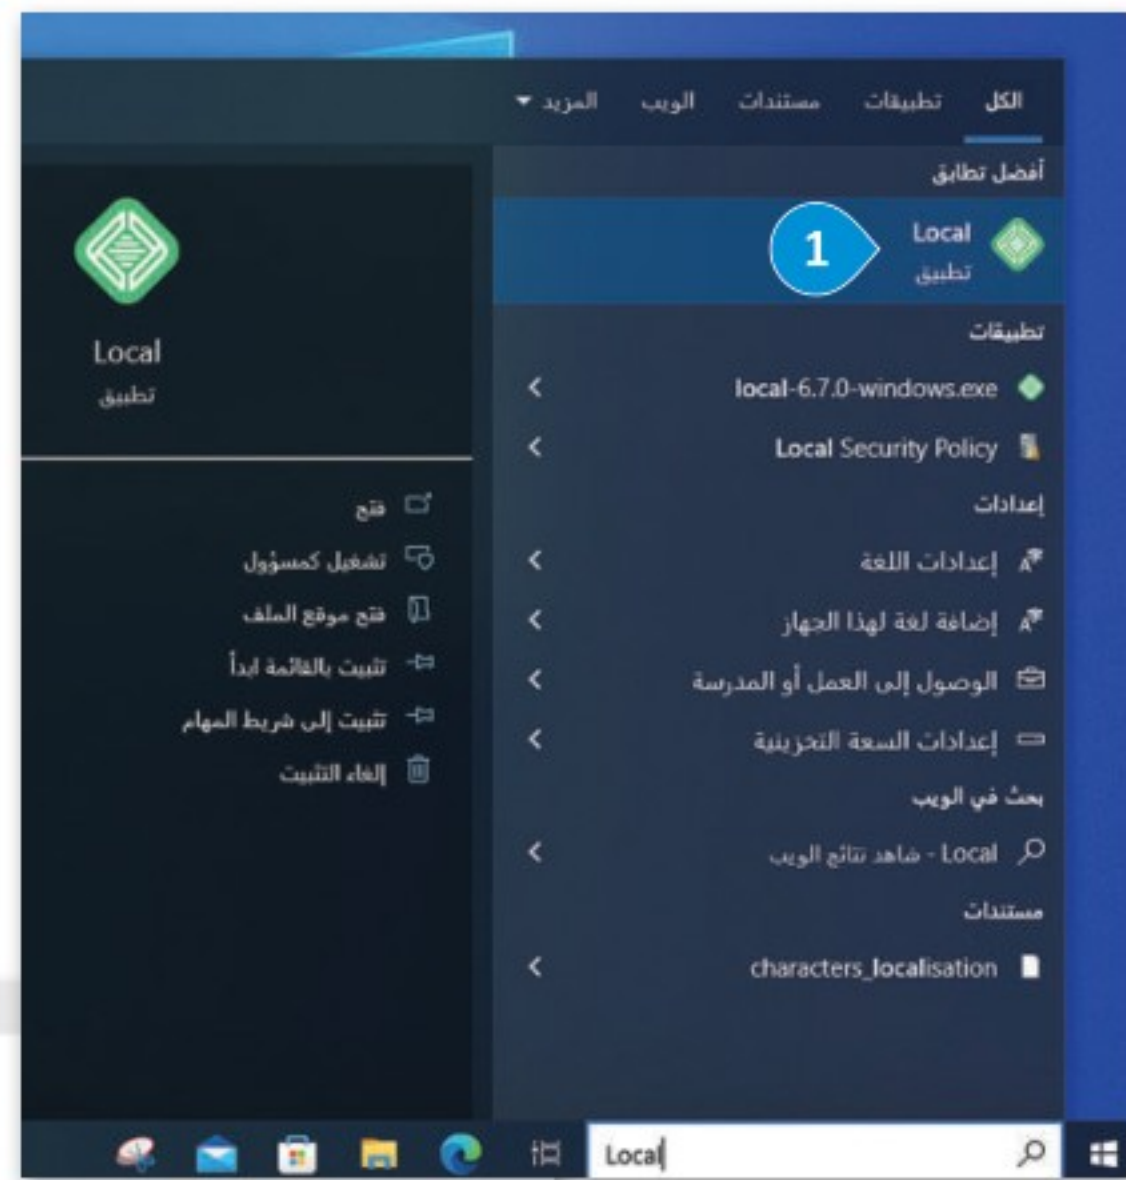 الكل تطبيقات مستندات الويب المزيد
أفضل تطابق
Local
تطبيق
1
تطبيقات
local-6.7.0-windows.exe
Local Security Policy
إعدادات
إعدادات اللغة
إضافة لغة لهذا الجهاز
الوصول إلى العمل أو المدرسة
إعدادات السعة التخزينية
بحث في الويب
Local - شاهد نتائج الويب
مستندات
characters_localisation
Local
تطبيق
فتح
تشغيل كمسؤول
فتح موقع الملف
تثبيت بالقائمة ابدأ
تثبيت إلى شريط المهام
إلغاء التثبيت
Local